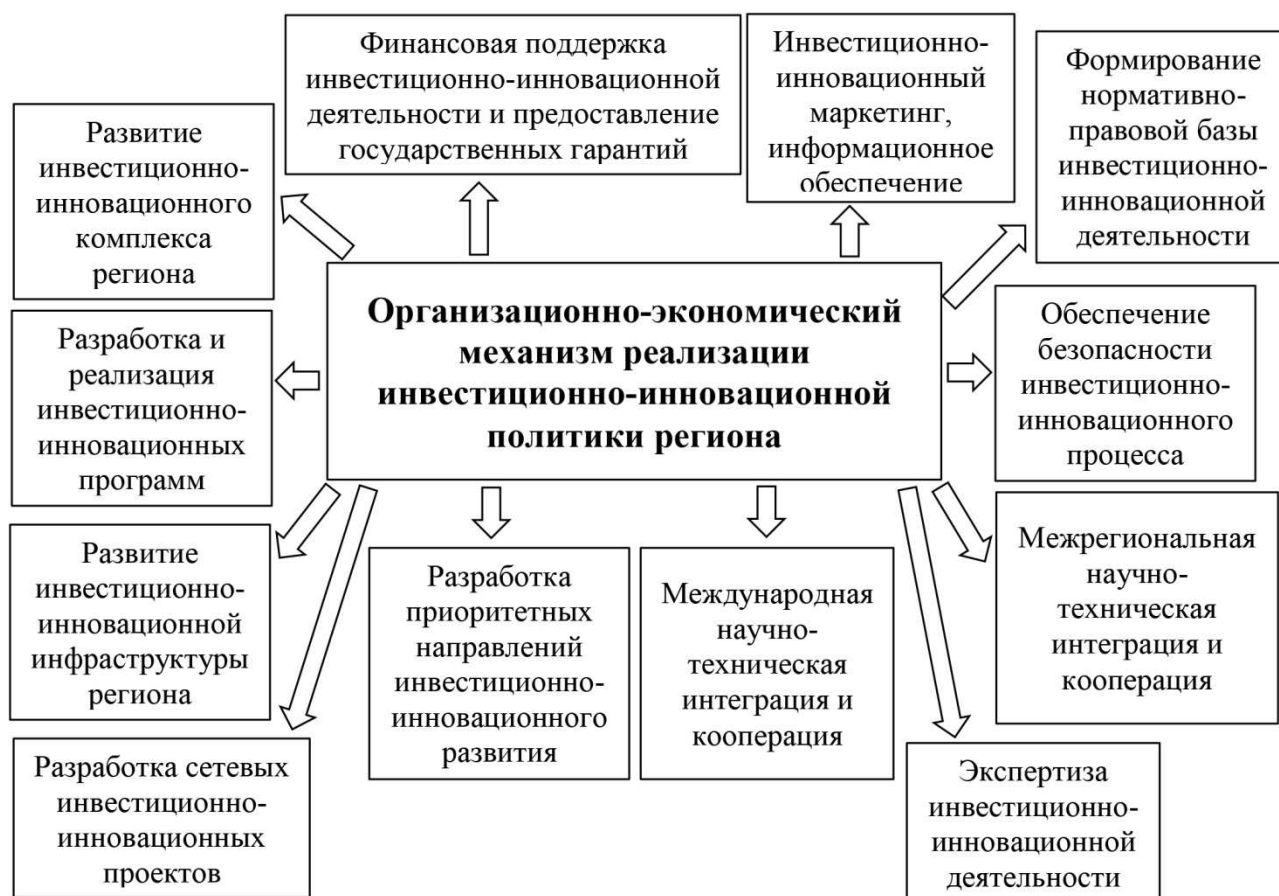 Финансовая поддержка
инвестиционно-инновационной
деятельности и предоставление
государственных гарантий
Инвестиционно-
инновационный
маркетинг,
информационное
обеспечение
Формирование
нормативно-
правовой базы
инвестиционно-
инновационной
деятельности
Развитие
инвестиционно-
инновационного
комплекса
региона
Организационно-экономический
механизм реализации
инвестиционно-инновационной
политики региона
Разработка и
реализация
инвестиционно-
инновационных
программ
Обеспечение
безопасности
инвестиционно-
инновационного
процесса
Развитие
инвестиционно-
инновационной
инфраструктуры
региона
Разработка
приоритетных
направлений
инвестиционно-
инновационного
развития
Международная
научно-
техническая
интеграция и
кооперация
Межрегиональная
научно-
техническая
интеграция и
кооперация
Разработка сетевых
инвестиционно-
инновационных
проектов
Экспертиза
инвестиционно-
инновационной
деятельности